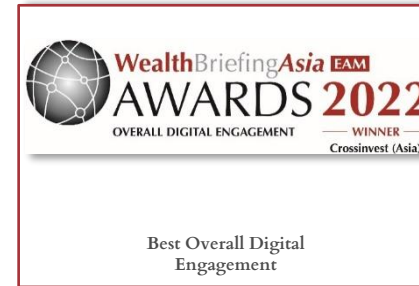 WealthBriefingAsia EAM
AWARDS 2022
OVERALL DIGITAL ENGAGEMENT
WINNER
Crossinvest (Asia)
Best Overall Digital
Engagement